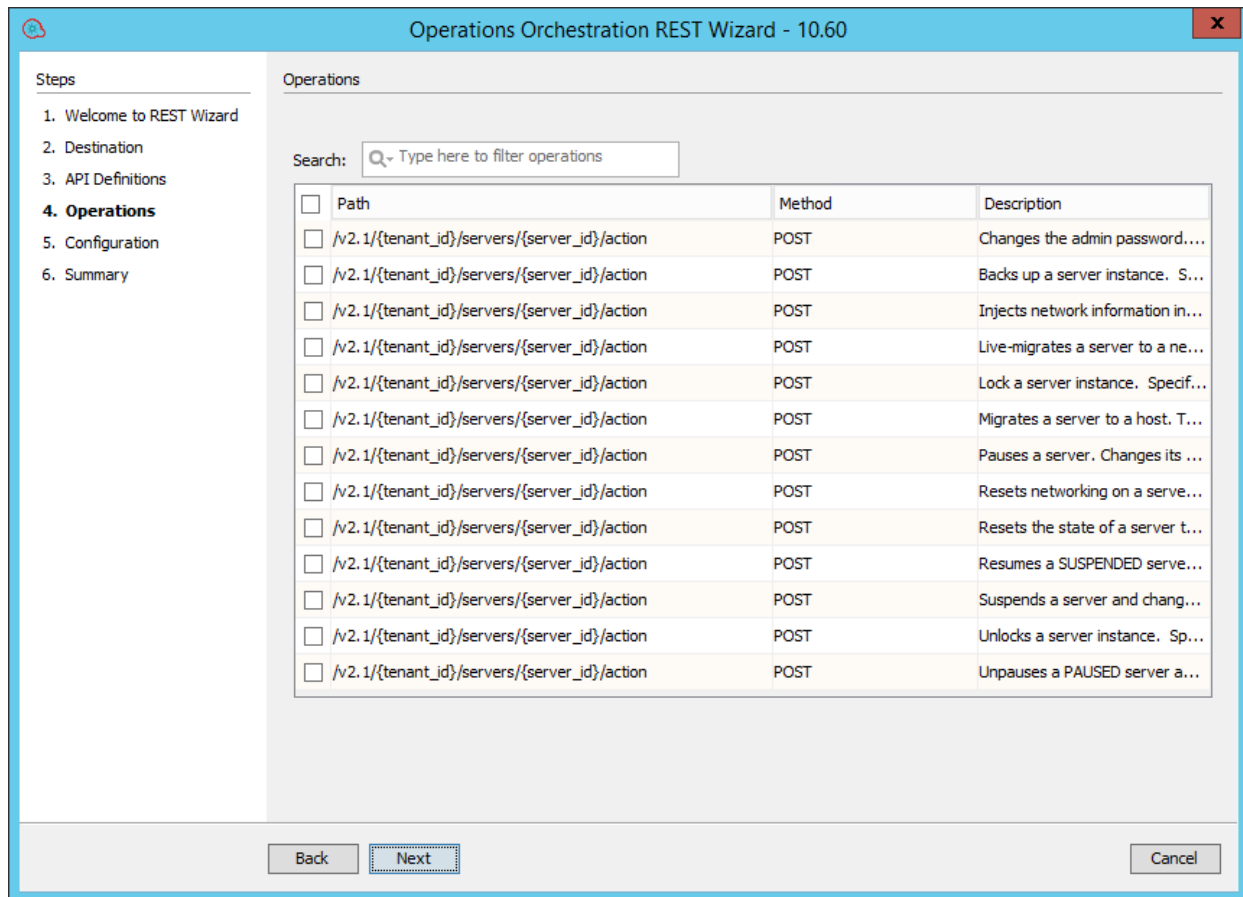 Operations Orchestration REST Wizard - 10.60
x
Steps
1. Welcome to REST Wizard
2. Destination
3. API Definitions
4. Operations
5. Configuration
6. Summary
Operations
Search: Type here to filter operations
Path Method Description
/v2.1/{tenant_id}/servers/{server_id}/action POST Changes the admin password....
/v2.1/{tenant_id}/servers/{server_id}/action POST Backs up a server instance. S...
/v2.1/{tenant_id}/servers/{server_id}/action POST Injects network information in...
/v2.1/{tenant_id}/servers/{server_id}/action POST Live-migrates a server to a ne...
/v2.1/{tenant_id}/servers/{server_id}/action POST Lock a server instance. Specif...
/v2.1/{tenant_id}/servers/{server_id}/action POST Migrates a server to a host. T...
/v2.1/{tenant_id}/servers/{server_id}/action POST Pauses a server. Changes its ...
/v2.1/{tenant_id}/servers/{server_id}/action POST Resets networking on a serve...
/v2.1/{tenant_id}/servers/{server_id}/action POST Resets the state of a server t...
/v2.1/{tenant_id}/servers/{server_id}/action POST Resumes a SUSPENDED serve...
/v2.1/{tenant_id}/servers/{server_id}/action POST Suspends a server and chang...
/v2.1/{tenant_id}/servers/{server_id}/action POST Unlocks a server instance. Sp...
/v2.1/{tenant_id}/servers/{server_id}/action POST Unpauses a PAUSED server a...
Back Next Cancel